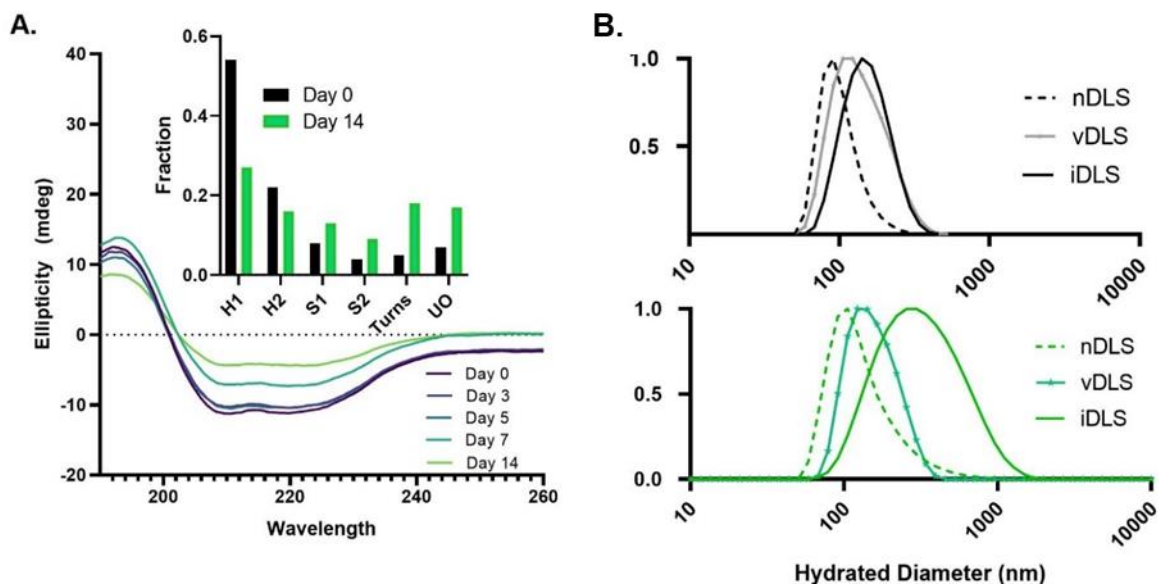 A.
40
30
20
10
0
-10
-20
Ellipticity (mdeg)
200
220
240
260
Wavelength
0.6
0.4
0.2
0.0
Fraction
Day 0
Day 14
H1
H2
S1
S2
Turns
UO
Day 0
Day 3
Day 5
Day 7
Day 14
B.
1.0
0.5
nDLS
vDLS
iDLS
10
100
1000
10000
1.0
0.5
0.0
nDLS
vDLS
iDLS
10
100
1000
10000
Hydrated Diameter (nm)